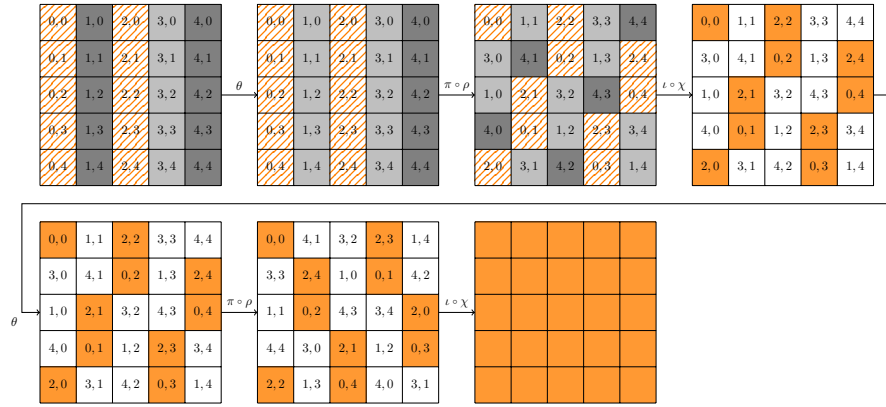 0, 0 1, 0 2, 0 3, 0 4, 0 0, 0 1, 0 2, 0 3, 0 4, 0 0, 0 1, 1 2, 2 3, 3 4, 4 0, 0 1, 1 2, 2 3, 3 4, 4
0, 1 1, 1 2, 1 3, 1 4, 1 0, 1 1, 1 2, 1 3, 1 4, 1 3, 0 4, 1 0, 2 1, 3 2, 4 3, 0 4, 1 0, 2 1, 3 2, 4
θ π ∘ ρ ι ∘ χ
0, 2 1, 2 2, 2 3, 2 4, 2 0, 2 1, 2 2, 2 3, 2 4, 2 1, 0 2, 1 3, 2 4, 3 0, 4 1, 0 2, 1 3, 2 4, 3 0, 4
0, 3 1, 3 2, 3 3, 3 4, 3 0, 3 1, 3 2, 3 3, 3 4, 3 4, 0 0, 1 1, 2 2, 3 3, 4 4, 0 0, 1 1, 2 2, 3 3, 4
0, 4 1, 4 2, 4 3, 4 4, 4 0, 4 1, 4 2, 4 3, 4 4, 4 2, 0 3, 1 4, 2 0, 3 1, 4 2, 0 3, 1 4, 2 0, 3 1, 4
0, 0 1, 1 2, 2 3, 3 4, 4 0, 0 4, 1 3, 2 2, 3 1, 4
3, 0 4, 1 0, 2 1, 3 2, 4 3, 3 2, 4 1, 0 0, 1 4, 2
π ∘ ρ ι ∘ χ
1, 0 2, 1 3, 2 4, 3 0, 4 1, 1 0, 2 4, 3 3, 4 2, 0
θ
4, 0 0, 1 1, 2 2, 3 3, 4 4, 4 3, 0 2, 1 1, 2 0, 3
2, 0 3, 1 4, 2 0, 3 1, 4 2, 2 1, 3 0, 4 4, 0 3, 1